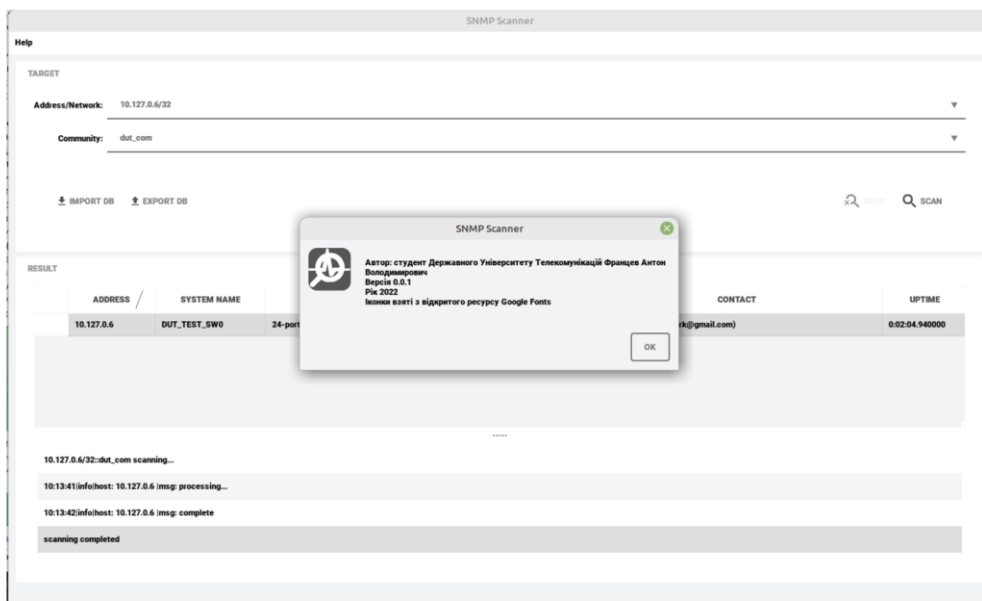 SNMP Scanner
Help
TARGET
Address/Network: 10.127.0.6/32
Community: dut_com
IMPORT DB EXPORT DB STOP SCAN
SNMP Scanner
Автор: студент Державного Університету Телекомунікацій Францев Антон
Володимирович
Версія 0.0.1
Рік 2022
Іконки взяті з відкритого ресурсу Google Fonts
OK
RESULT
ADDRESS SYSTEM NAME CONTACT UPTIME
10.127.0.6 DUT_TEST_SW0 24-port rk@gmail.com) 0:02:04.940000
10.127.0.6/32::dut_com scanning...
10:13:41|info|host: 10.127.0.6 |msg: processing...
10:13:42|info|host: 10.127.0.6 |msg: complete
scanning completed